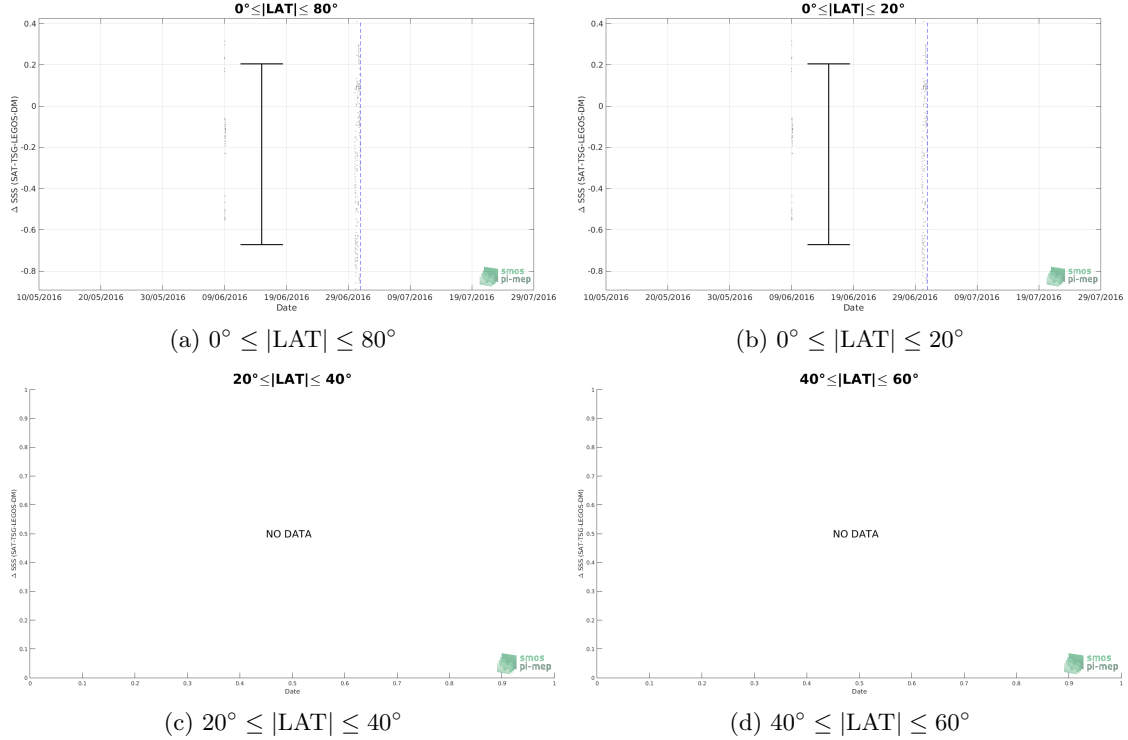 0°≤|LAT|≤ 80°
0.4
0.2
0
-0.2
-0.4
-0.6
-0.8
Δ SSS (SAT-TSG-LEGOS-DM)
10/05/2016 20/05/2016 30/05/2016 09/06/2016 19/06/2016 29/06/2016 09/07/2016 19/07/2016 29/07/2016
Date
smos
pi-mep
(a) 0° ≤ |LAT| ≤ 80°
0°≤|LAT|≤ 20°
0.4
0.2
0
-0.2
-0.4
-0.6
-0.8
Δ SSS (SAT-TSG-LEGOS-DM)
10/05/2016 20/05/2016 30/05/2016 09/06/2016 19/06/2016 29/06/2016 09/07/2016 19/07/2016 29/07/2016
Date
smos
pi-mep
(b) 0° ≤ |LAT| ≤ 20°
20°≤|LAT|≤ 40°
1
0.9
0.8
0.7
0.6
0.5
0.4
0.3
0.2
0.1
0
Δ SSS (SAT-TSG-LEGOS-DM)
NO DATA
0 0.1 0.2 0.3 0.4 0.5 0.6 0.7 0.8 0.9 1
Date
smos
pi-mep
(c) 20° ≤ |LAT| ≤ 40°
40°≤|LAT|≤ 60°
1
0.9
0.8
0.7
0.6
0.5
0.4
0.3
0.2
0.1
0
Δ SSS (SAT-TSG-LEGOS-DM)
NO DATA
0 0.1 0.2 0.3 0.4 0.5 0.6 0.7 0.8 0.9 1
Date
smos
pi-mep
(d) 40° ≤ |LAT| ≤ 60°